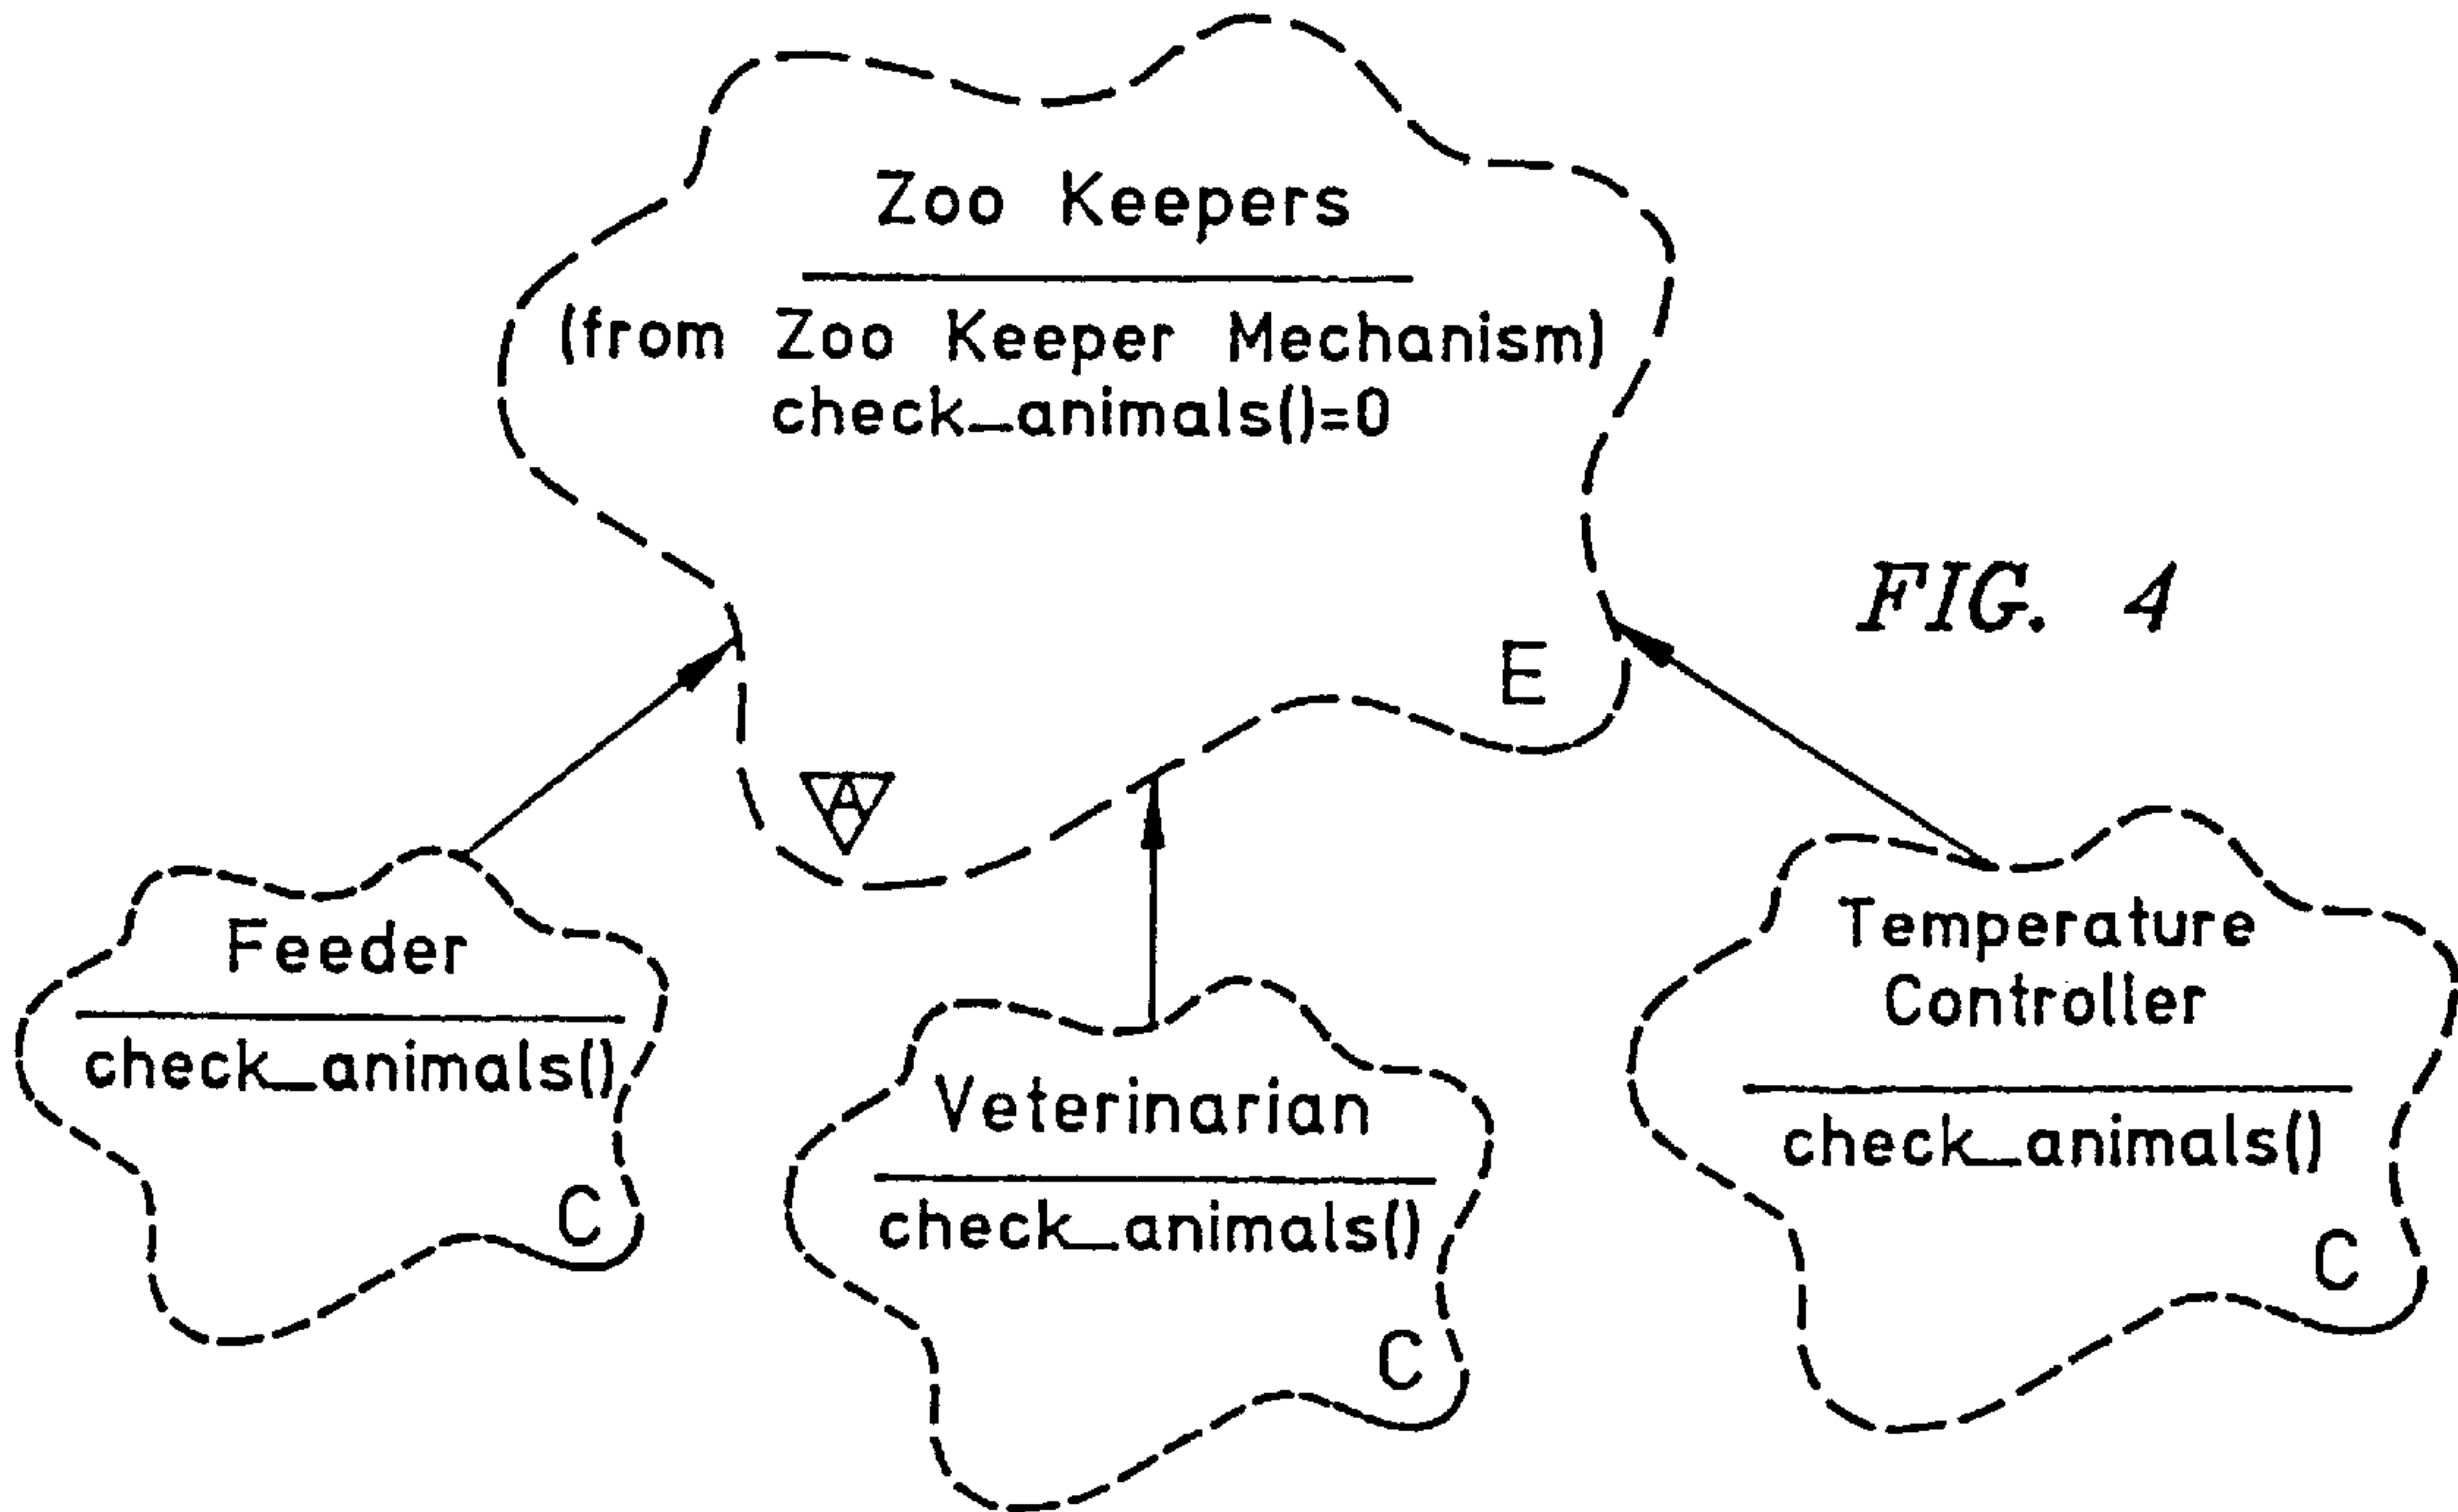 Zoo Keepers
(from Zoo Keeper Mechanism)
check_animals()=0
E
A
FIG. 4
Feeder
check_animals()
C
Veterinarian
check_animals()
C
Temperature
Controller
check_animals()
C